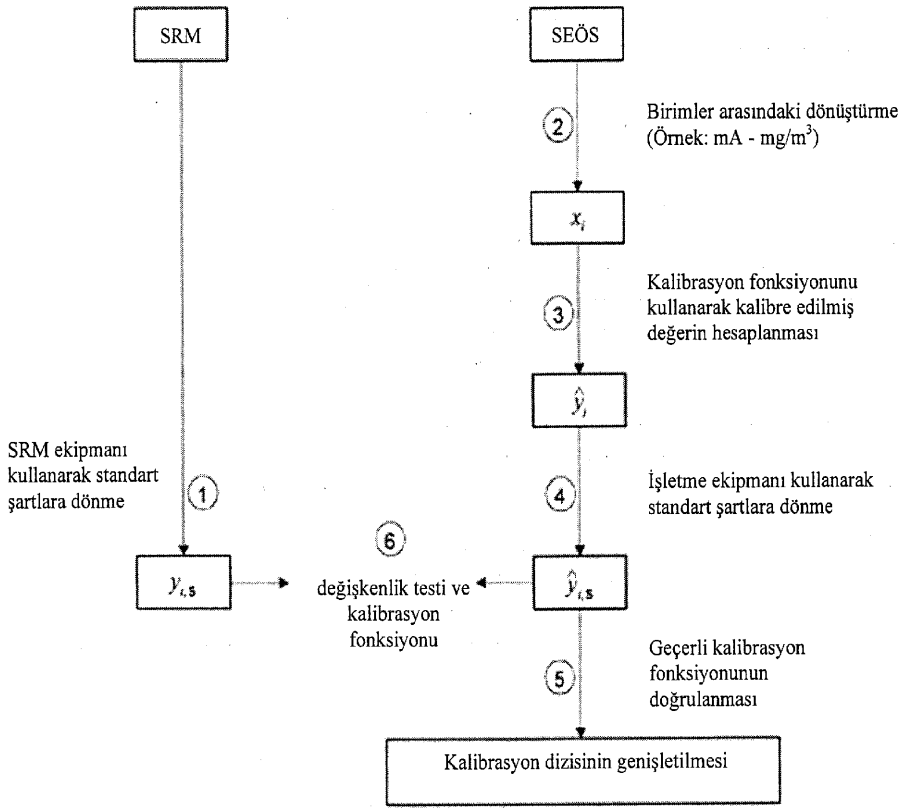 SRM
SEÖS
2
Birimler arasındaki dönüştürme
(Örnek: mA - mg/m³)
xᵢ
3
Kalibrasyon fonksiyonunu
kullanarak kalibre edilmiş
değerin hesaplanması
ŷᵢ
SRM ekipmanı
kullanarak standart
şartlara dönme
1
4
İşletme ekipmanı kullanarak
standart şartlara dönme
6
yᵢ,s
değişkenlik testi ve
kalibrasyon
fonksiyonu
ŷᵢ,s
5
Geçerli kalibrasyon
fonksiyonunun
doğrulanması
Kalibrasyon dizisinin genişletilmesi